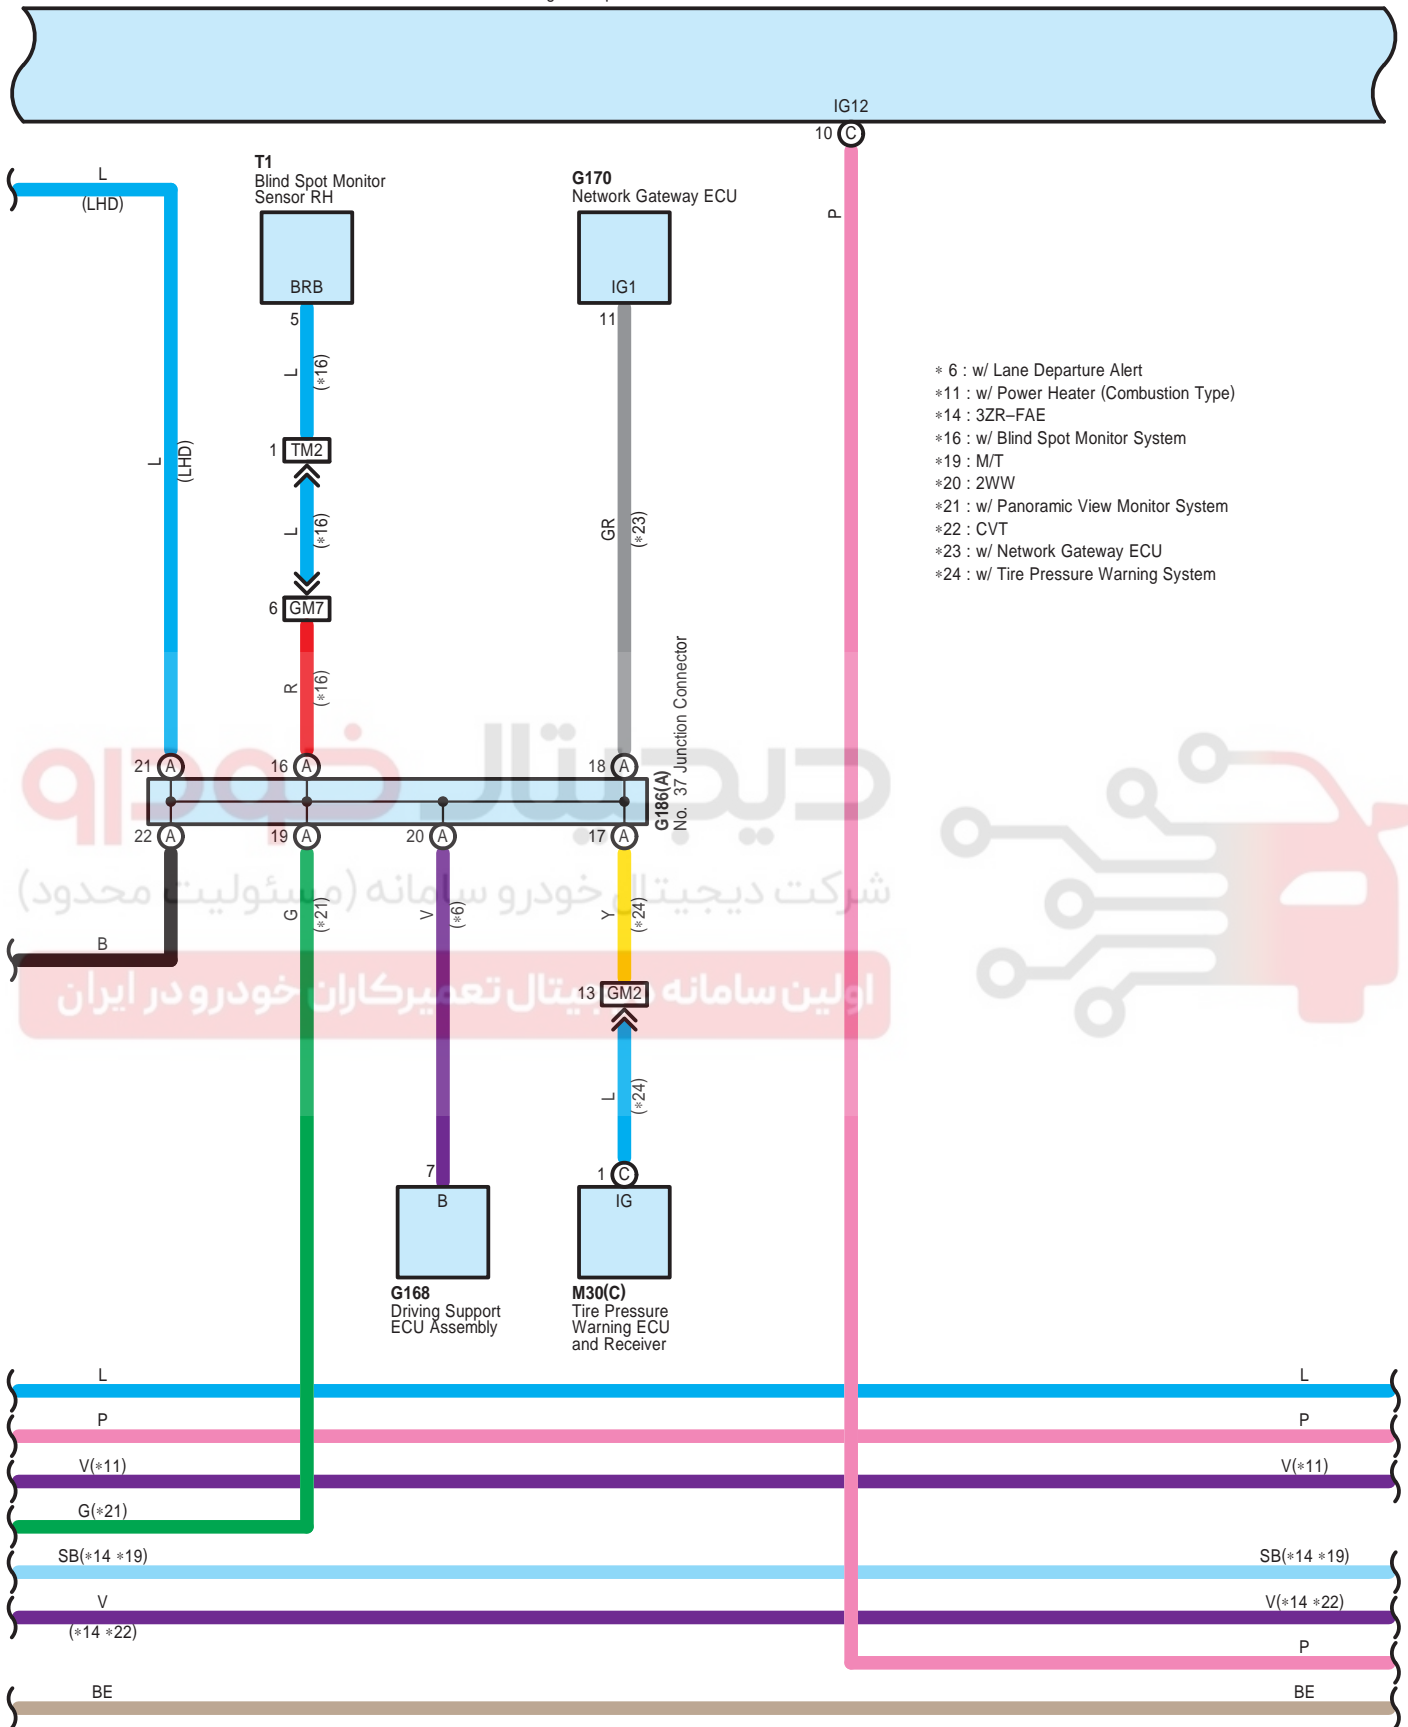 IG12
10 C
L
(LHD)
T1
Blind Spot Monitor
Sensor RH
G170
Network Gateway ECU
P
BRB
IG1
5
11
L
(*16)
* 6 : w/ Lane Departure Alert
*11 : w/ Power Heater (Combustion Type)
*14 : 3ZR–FAE
*16 : w/ Blind Spot Monitor System
*19 : M/T
*20 : 2WW
*21 : w/ Panoramic View Monitor System
*22 : CVT
*23 : w/ Network Gateway ECU
*24 : w/ Tire Pressure Warning System
1 TM2
L
(LHD)
L
(*16)
GR
(*23)
6 GM7
R
(*16)
G186(A)
No. 37 Junction Connector
دیجیتال خودرو
21 A
16 A
18 A
22 A
19 A
20 A
17 A
شرکت دیجیتال خودرو سامانه (مسئولیت محدود)
G
(*21)
V
(*6)
Y
(*24)
B
اولین سامانه دیجیتال تعمیرکاران خودرو در ایران
13 GM2
L
(*24)
7
1 C
B
IG
G168
Driving Support
ECU Assembly
M30(C)
Tire Pressure
Warning ECU
and Receiver
L
L
P
P
V(*11)
V(*11)
G(*21)
SB(*14 *19)
SB(*14 *19)
V
(*14 *22)
V(*14 *22)
P
BE
BE